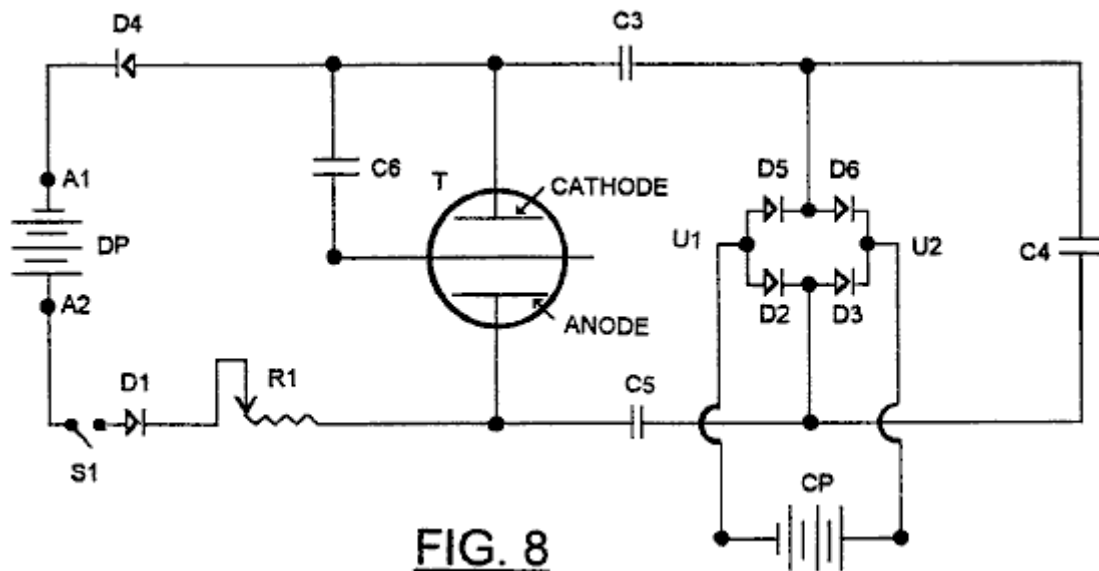 D4
C3
A1
C6
T
CATHODE
D5
D6
DP
U1
U2
C4
A2
ANODE
D2
D3
D1
R1
C5
S1
CP
FIG. 8